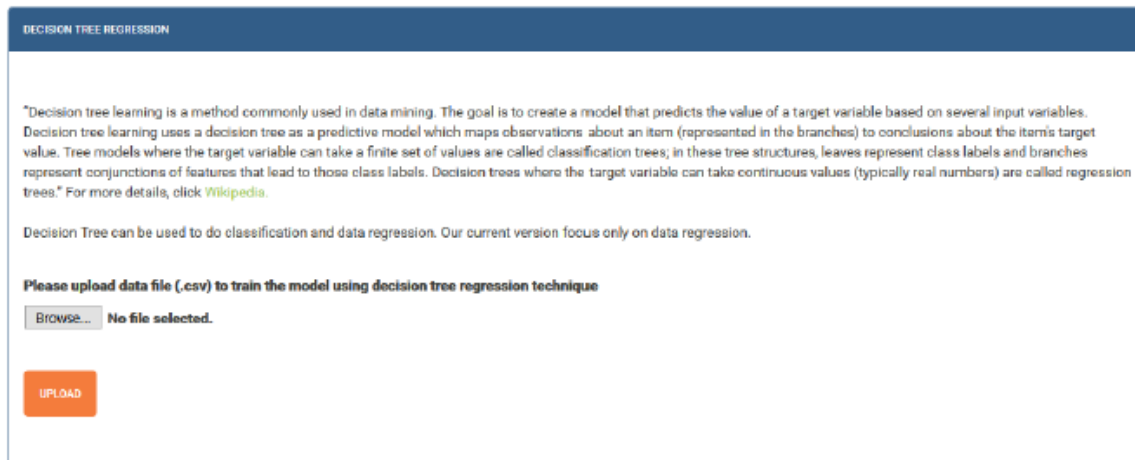 DECISION TREE REGRESSION
"Decision tree learning is a method commonly used in data mining. The goal is to create a model that predicts the value of a target variable based on several input variables.
Decision tree learning uses a decision tree as a predictive model which maps observations about an item (represented in the branches) to conclusions about the item's target
value. Tree models where the target variable can take a finite set of values are called classification trees; in these tree structures, leaves represent class labels and branches
represent conjunctions of features that lead to those class labels. Decision trees where the target variable can take continuous values (typically real numbers) are called regression
trees." For more details, click Wikipedia.
Decision Tree can be used to do classification and data regression. Our current version focus only on data regression.
Please upload data file (.csv) to train the model using decision tree regression technique
Browse... No file selected.
UPLOAD